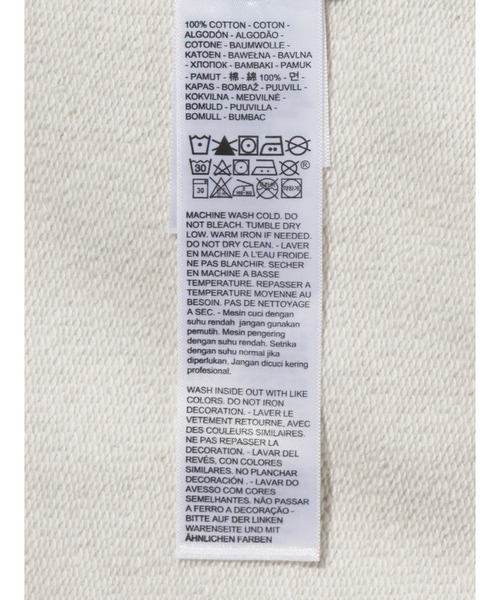 100% COTTON - COTON -
ALGODÓN - ALGODÃO -
COTONE - BAUMWOLLE -
KATOEN - BAWEŁNA - BAVLNA
- ХЛОПОК - BAMBAKI - PAMUK
- PAMUT - 棉 - 綿 100% - 면 -
KAPAS - BOMBAŽ - PUUVILL -
KOKVILNA - MEDVILNĖ -
BOMULD - PUUVILLA -
BOMULL - BUMBAC
30 ®
30
MACHINE WASH COLD. DO
NOT BLEACH. TUMBLE DRY
LOW. WARM IRON IF NEEDED.
DO NOT DRY CLEAN. - LAVER
EN MACHINE A L'EAU FROIDE.
NE PAS BLANCHIR. SECHER
EN MACHINE A BASSE
TEMPERATURE. REPASSER A
TEMPERATURE MOYENNE AU
BESOIN. PAS DE NETTOYAGE
A SEC. - Mesin cuci dengan
suhu rendah jangan gunakan
pemutih. Mesin pengering
dengan suhu rendah. Setrika
dengan suhu normal jika
diperlukan. Jangan dicuci kering
profesional.
WASH INSIDE OUT WITH LIKE
COLORS. DO NOT IRON
DECORATION. - LAVER LE
VETEMENT RETOURNE, AVEC
DES COULEURS SIMILAIRES.
NE PAS REPASSER LA
DECORATION. - LAVAR DEL
REVÉS, CON COLORES
SIMILARES. NO PLANCHAR
DECORACIÓN . - LAVAR DO
AVESSO COM CORES
SEMELHANTES. NÃO PASSAR
A FERRO A DECORAÇÃO -
BITTE AUF DER LINKEN
WARENSEITE UND MIT
ÄHNLICHEN FARBEN